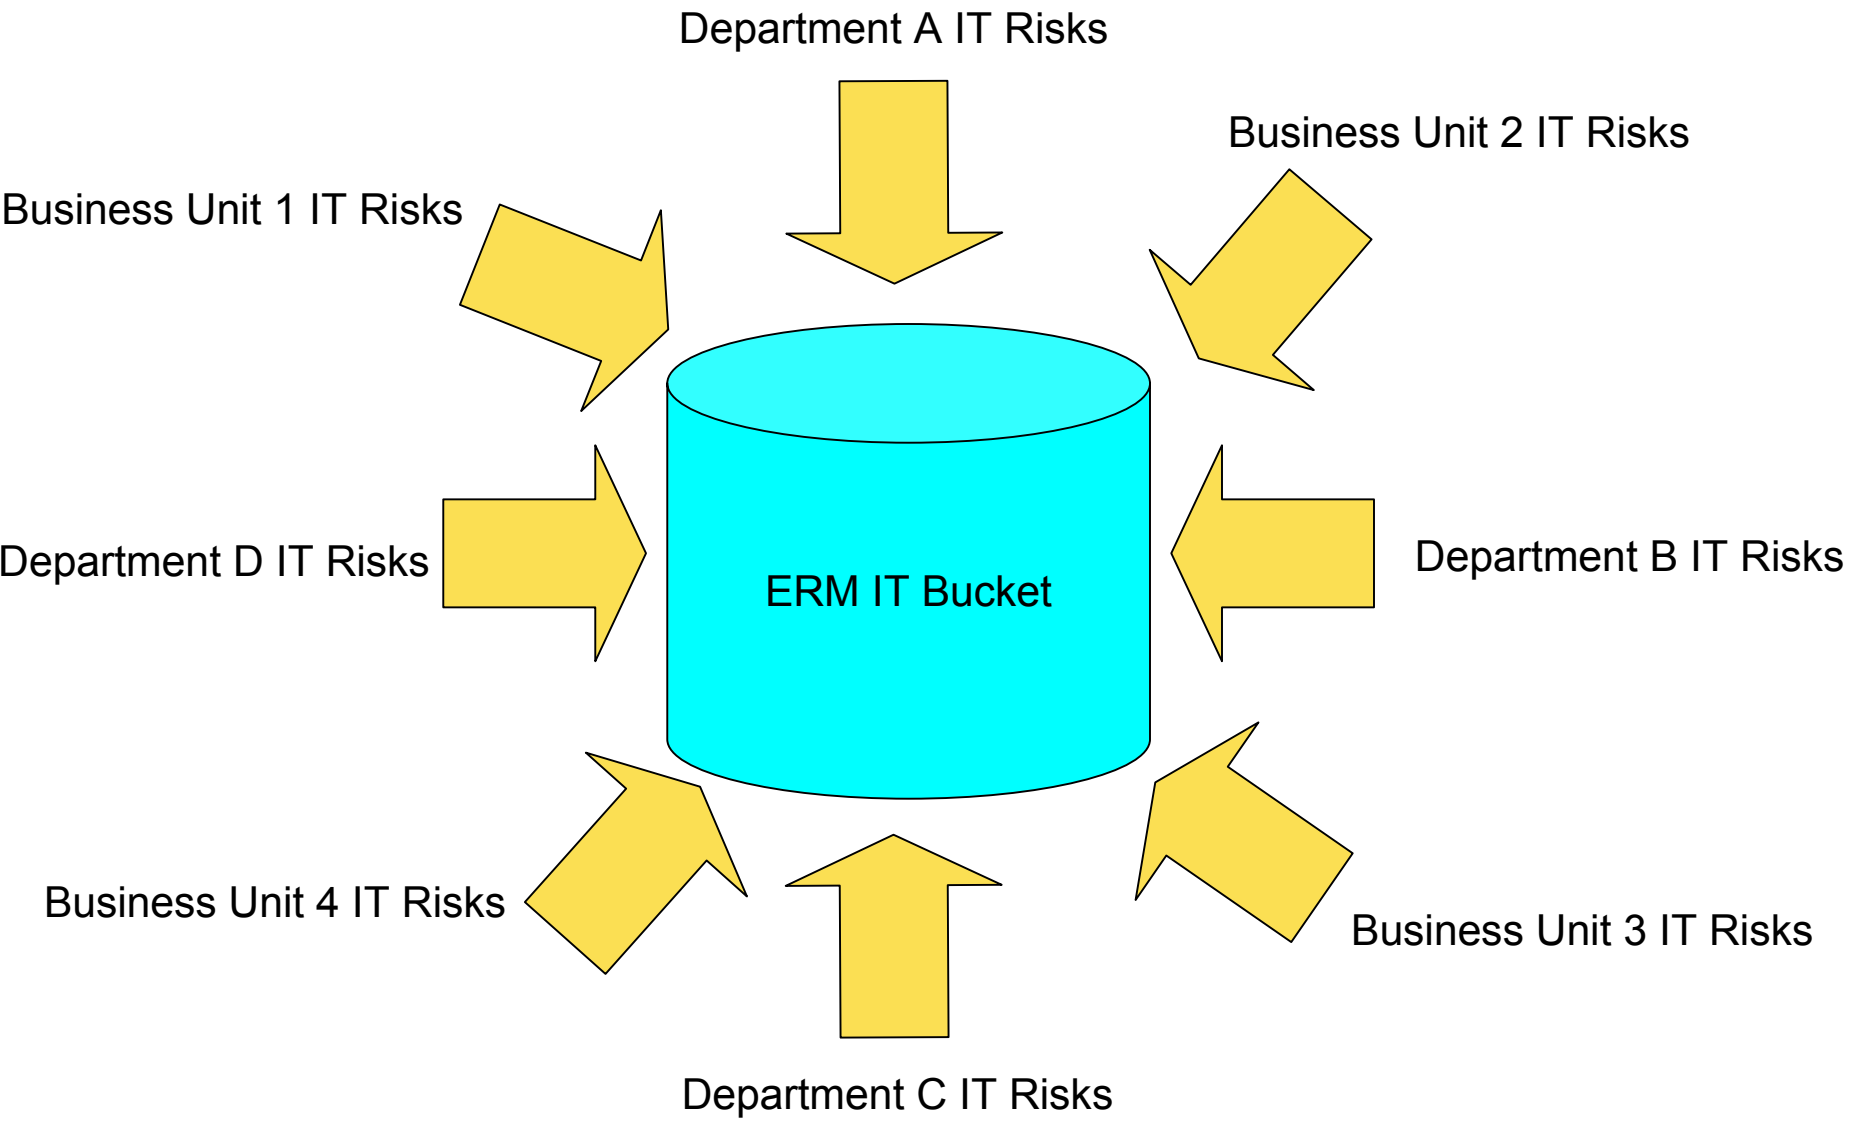 Department A IT Risks
Business Unit 2 IT Risks
Business Unit 1 IT Risks
Department D IT Risks
ERM IT Bucket
Department B IT Risks
Business Unit 4 IT Risks
Business Unit 3 IT Risks
Department C IT Risks